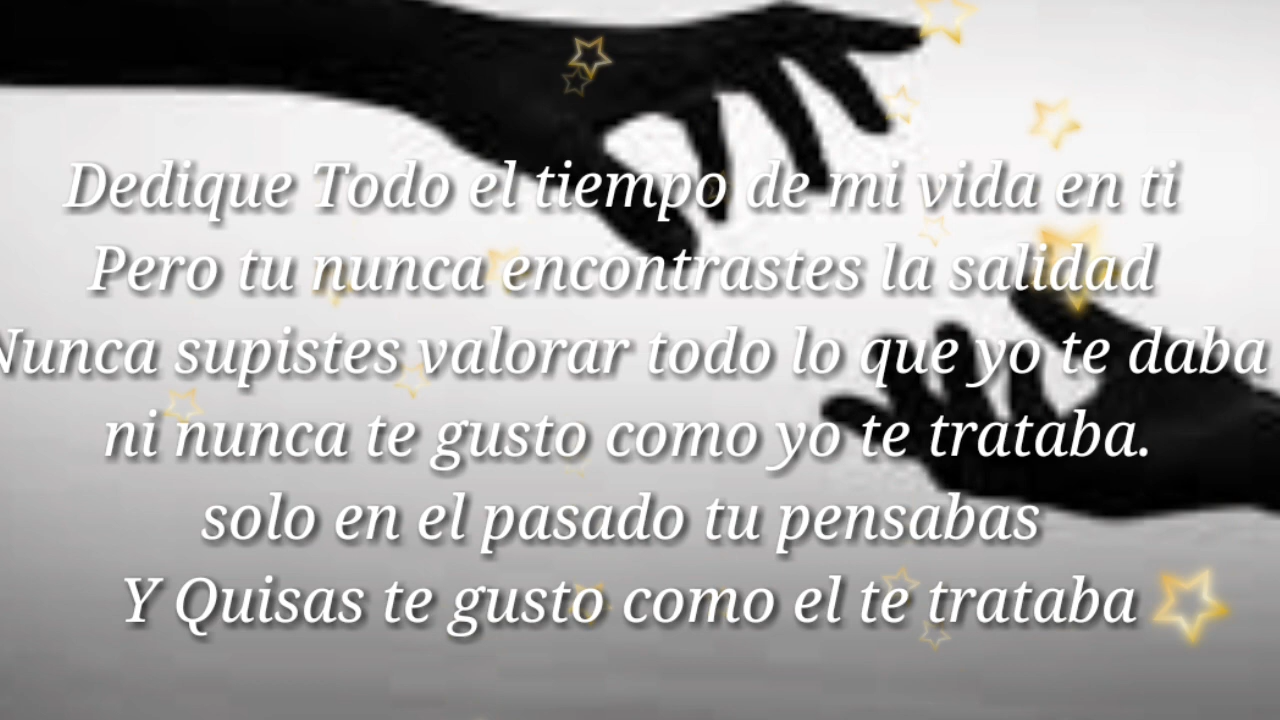 Dedique Todo el tiempo de mi vida en ti
Pero tu nunca encontrastes la salidad
Nunca supistes valorar todo lo que yo te daba
ni nunca te gusto como yo te trataba.
solo en el pasado tu pensabas
Y Quisas te gusto como el te trataba